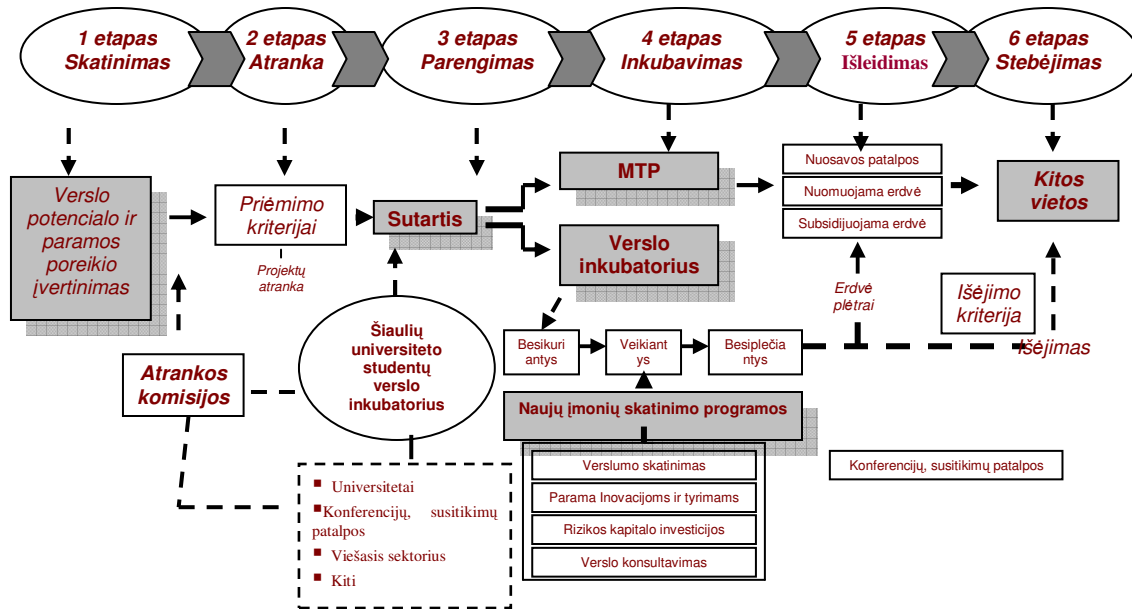 1 etapas
Skatinimas
2 etapas
Atranka
3 etapas
Parengimas
4 etapas
Inkubavimas
5 etapas
Išleidimas
6 etapas
Stebėjimas
Verslo
potencialo ir
paramos
poreikio
įvertinimas
Priėmimo
kriterijai
Projektų
atranka
Sutartis
MTP
Verslo
inkubatorius
Nuosavos patalpos
Nuomuojama erdvė
Subsidijuojama erdvė
Kitos
vietos
Erdvė
plėtrai
Išėjimo
kriterija
Išėjimas
Besikuri
antys
Veikiant
ys
Besiplečia
ntys
Šiaulių
universiteto
studentų
verslo
inkubatorius
Atrankos
komisijos
Naujų įmonių skatinimo programos
Verslumo skatinimas
Parama Inovacijoms ir tyrimams
Rizikos kapitalo investicijos
Verslo konsultavimas
Konferencijų, susitikimų patalpos
▪ Universitetai
▪ Konferencijų, susitikimų
patalpos
▪ Viešasis sektorius
▪ Kiti